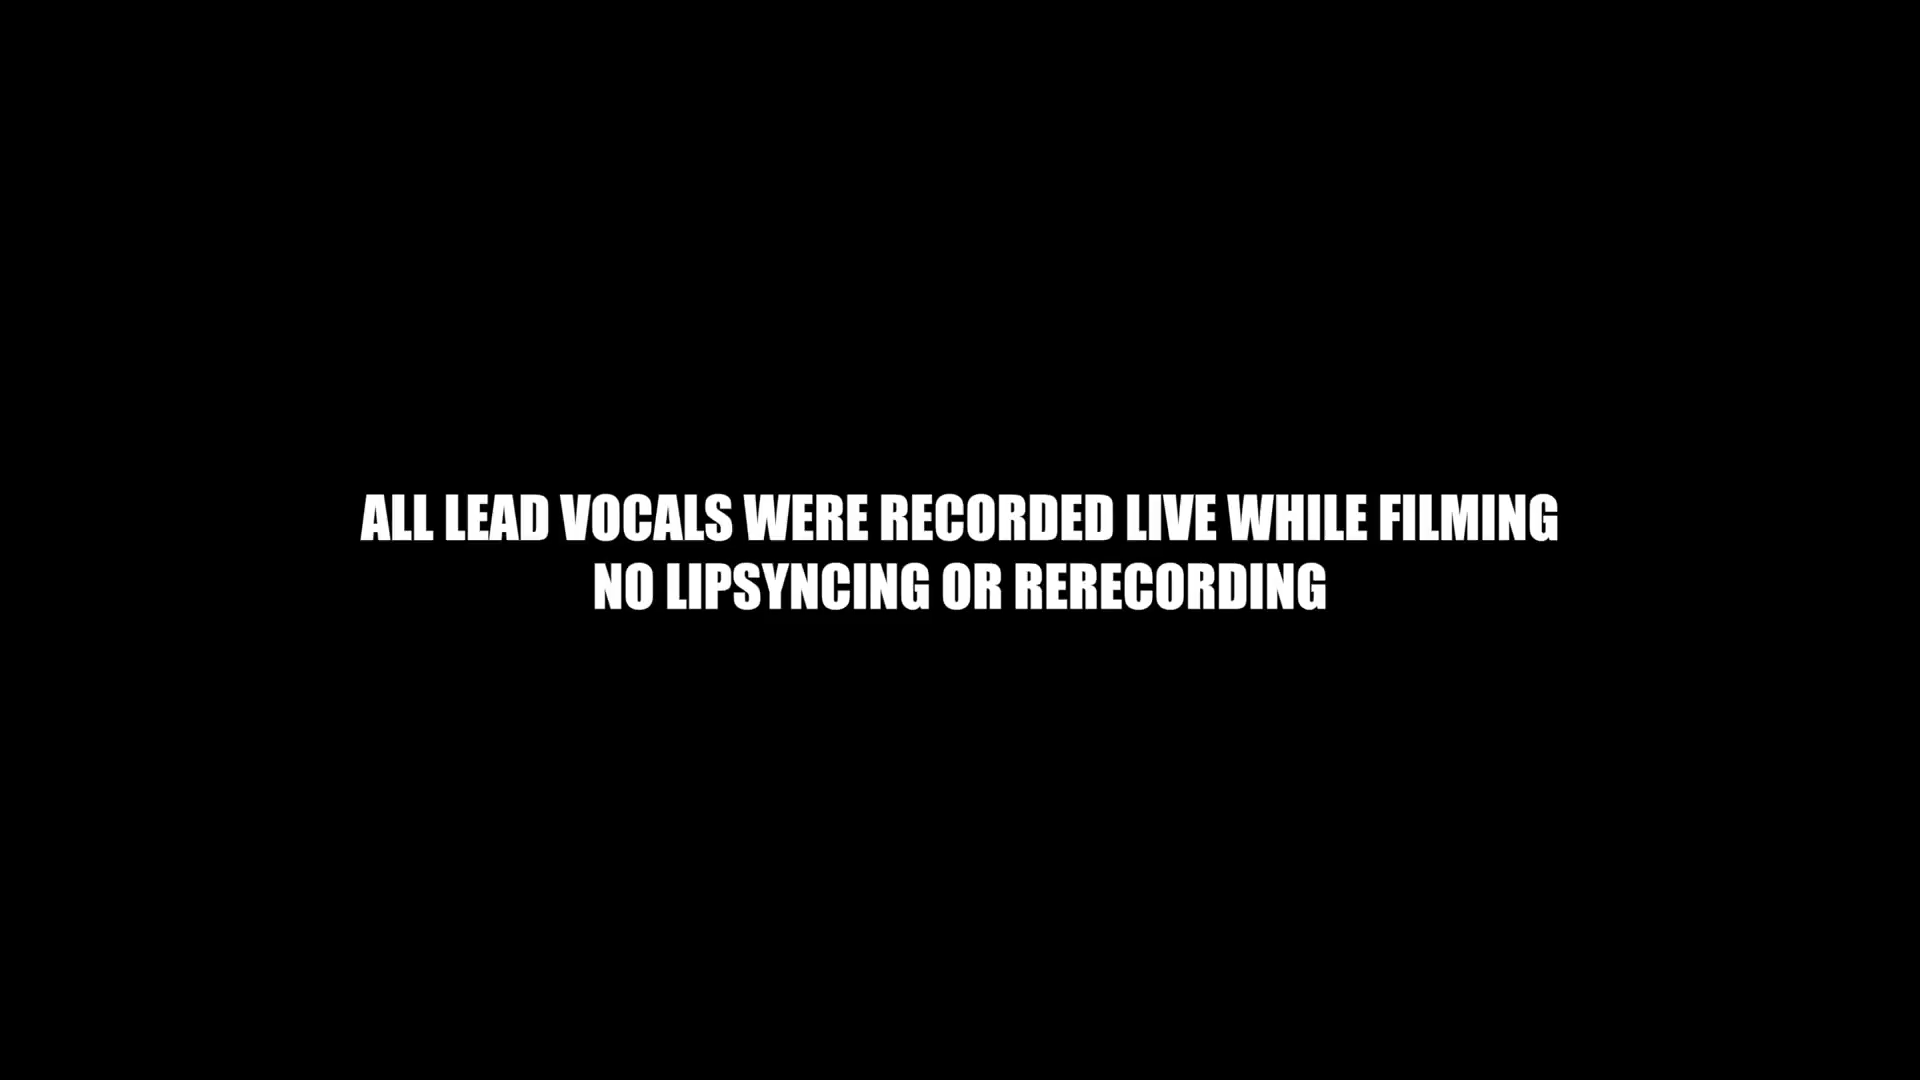 ALL LEAD VOCALS WERE RECORDED LIVE WHILE FILMING
NO LIPSYNCING OR RERECORDING